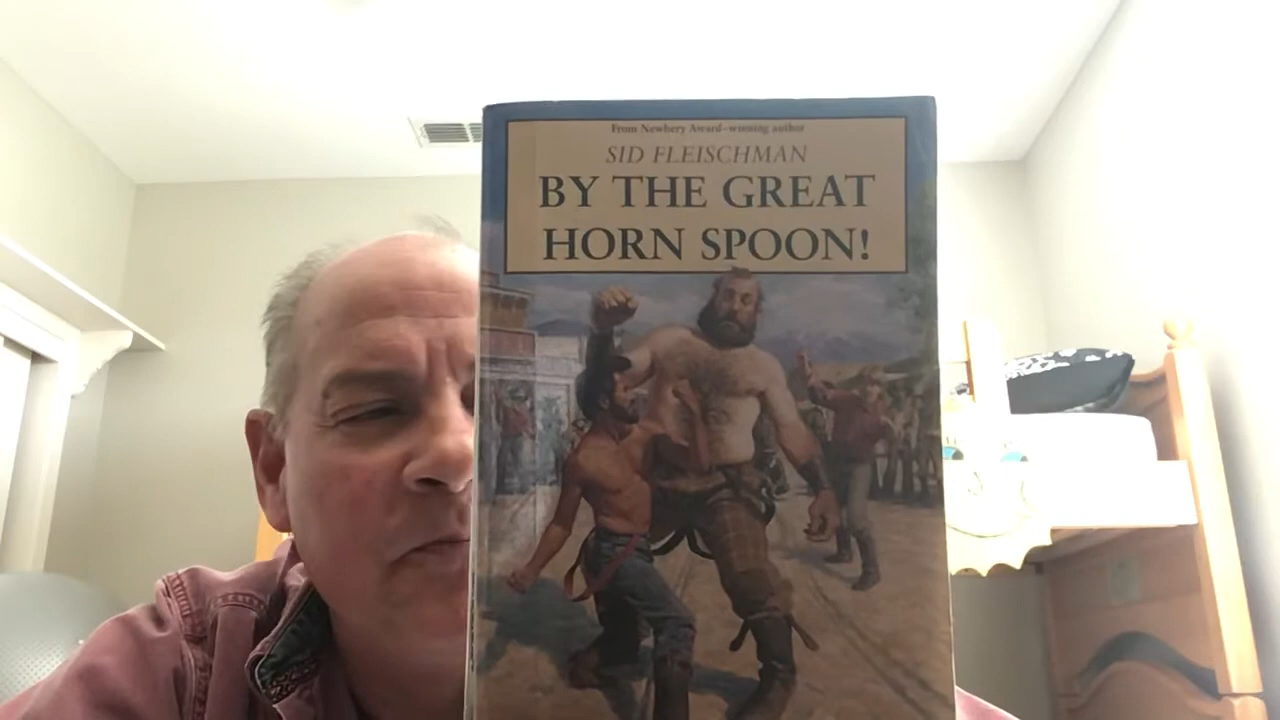 From Newbery Award-winning author
SID FLEISCHMAN
BY THE GREAT
HORN SPOON!